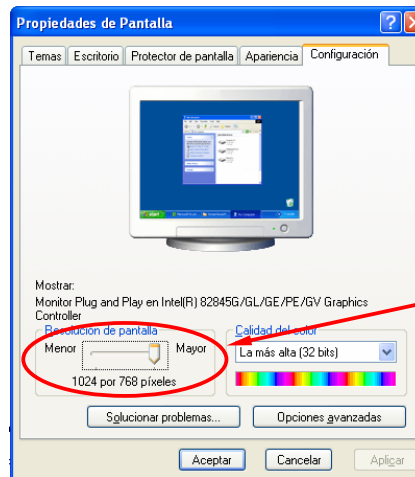 Propiedades de Pantalla
Temas Escritorio Protector de pantalla Apariencia Configuración
Mostrar:
Monitor Plug and Play en Intel(R) 82845G/GL/GE/PE/GV Graphics
Controller
Resolución de pantalla
Calidad del color
Menor Mayor
La más alta (32 bits)
1024 por 768 píxeles
Solucionar problemas...
Opciones avanzadas
Aceptar
Cancelar
Aplicar